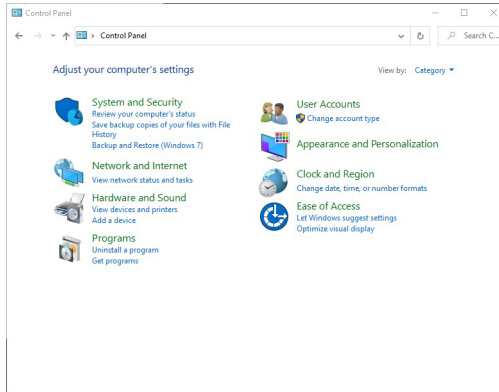 Control Panel
Control Panel
Search C...
Adjust your computer's settings
View by: Category
System and Security
Review your computer's status
Save backup copies of your files with File
History
Backup and Restore (Windows 7)
Network and Internet
View network status and tasks
Hardware and Sound
View devices and printers
Add a device
Programs
Uninstall a program
Get programs
User Accounts
Change account type
Appearance and Personalization
Clock and Region
Change date, time, or number formats
Ease of Access
Let Windows suggest settings
Optimize visual display